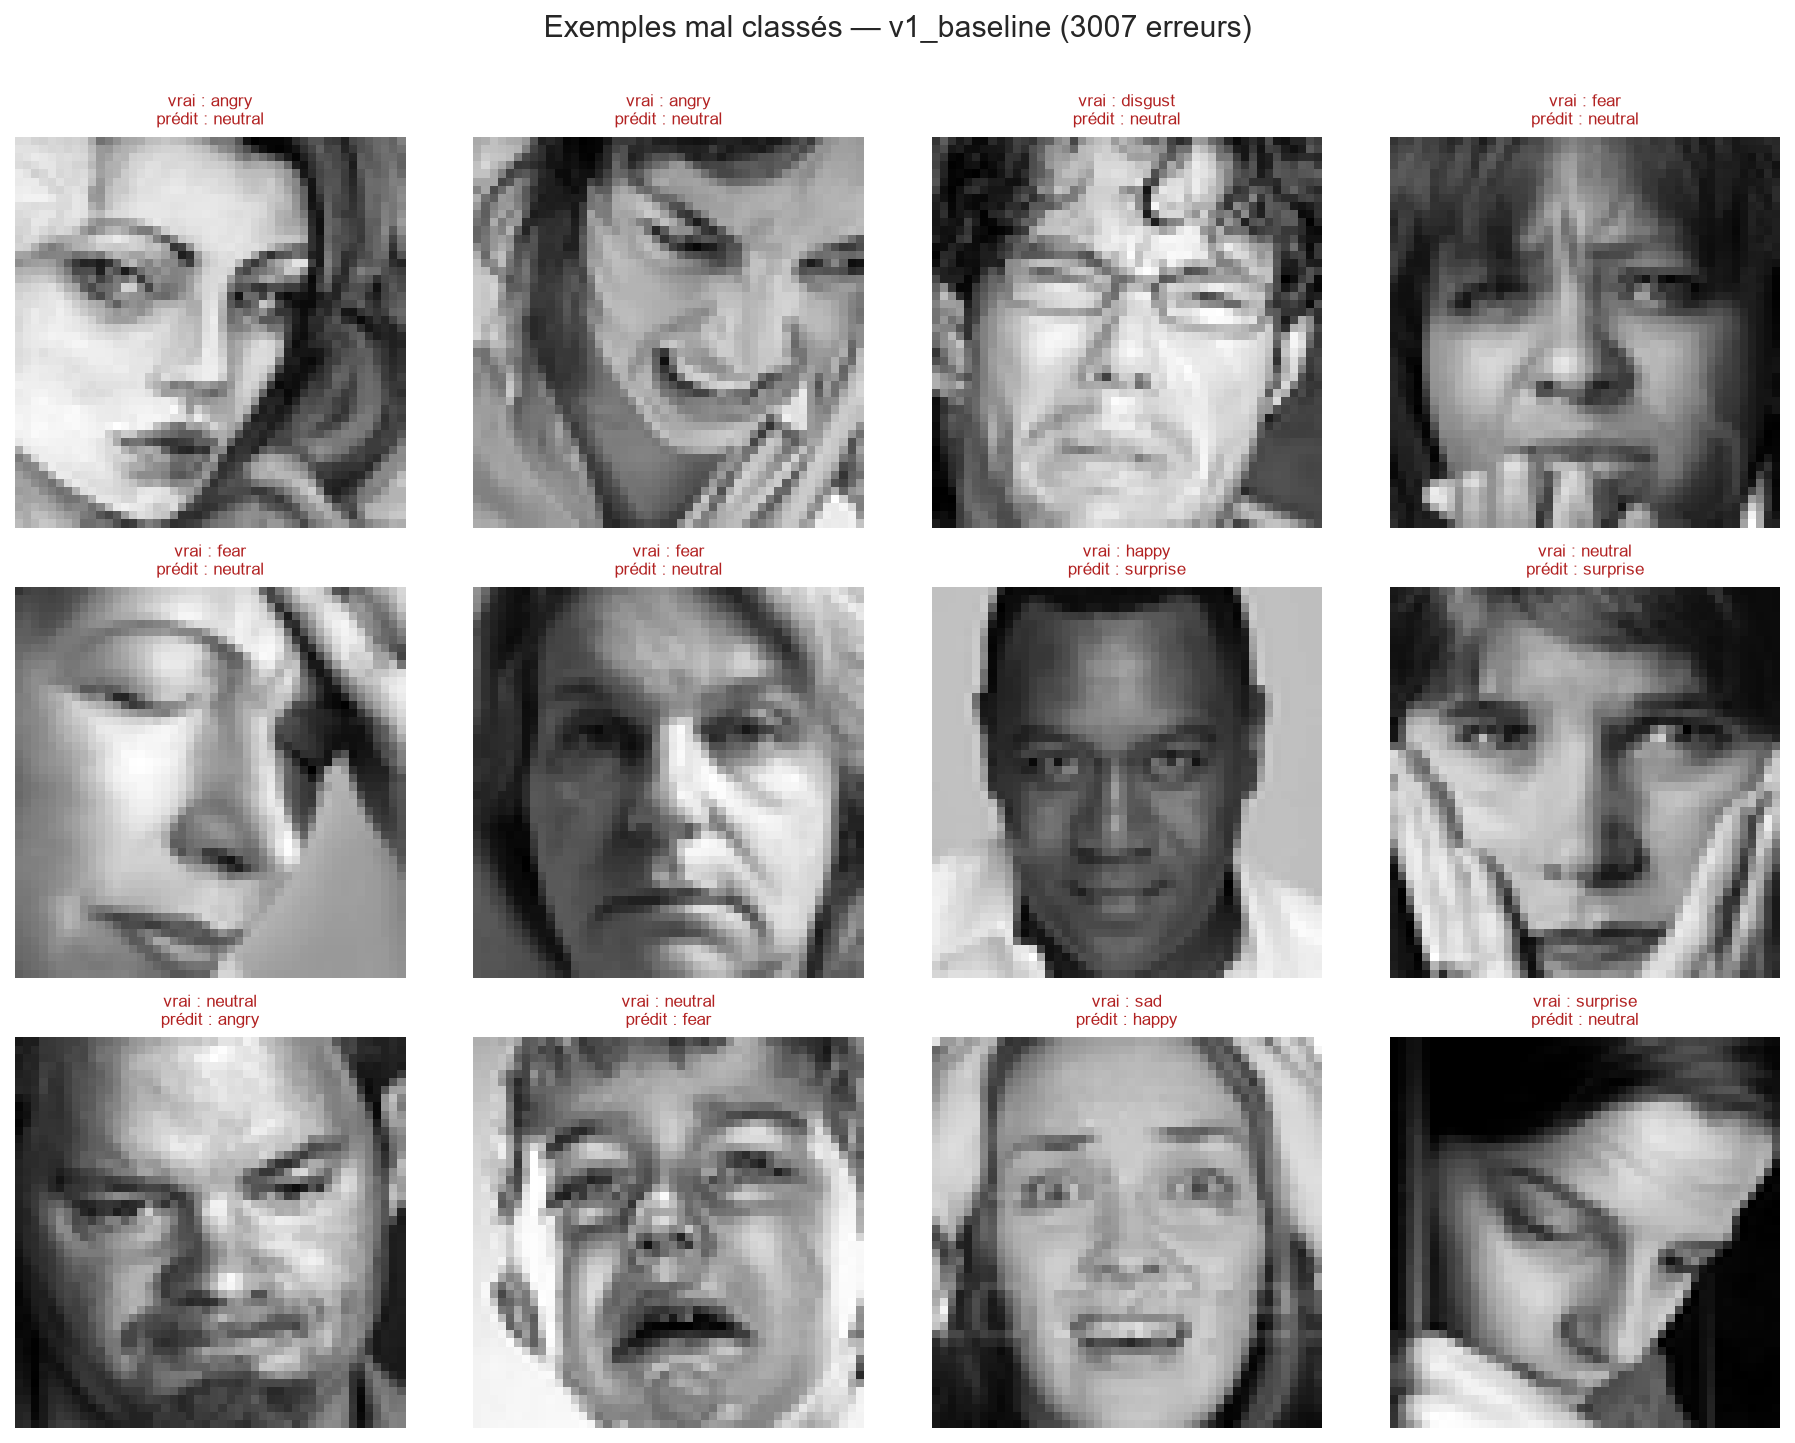 Exemples mal classés — v1_baseline (3007 erreurs)
vrai : angry
prédit : neutral
vrai : angry
prédit : neutral
vrai : disgust
prédit : neutral
vrai : fear
prédit : neutral
vrai : fear
prédit : neutral
vrai : fear
prédit : neutral
vrai : happy
prédit : surprise
vrai : neutral
prédit : surprise
vrai : neutral
prédit : angry
vrai : neutral
prédit : fear
vrai : sad
prédit : happy
vrai : surprise
prédit : neutral